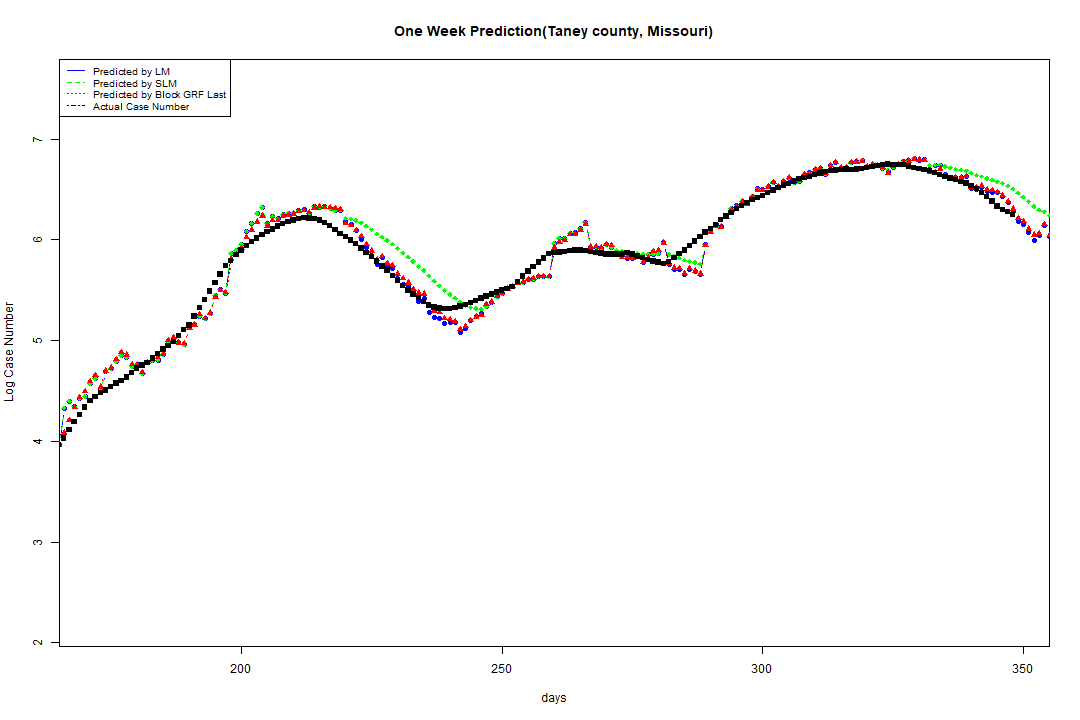 One Week Prediction(Taney county, Missouri)
Predicted by LM
Predicted by SLM
Predicted by Block GRF Last
Actual Case Number
7
6
5
4
3
2
Log Case Number
200 250 300 350
days